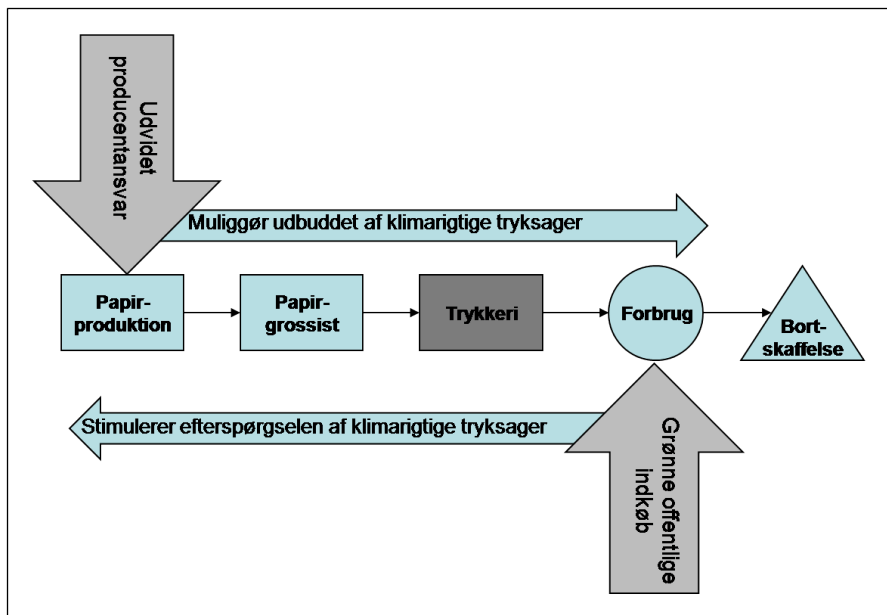 Udvidet
producentansvar
Muliggør udbuddet af klimarigtige tryksager
Papir-
produktion
Papir-
grossist
Trykkeri
Forbrug
Bort-
skaffelse
Stimulerer efterspørgselen af klimarigtige tryksager
Grønne offentlige
indkøb